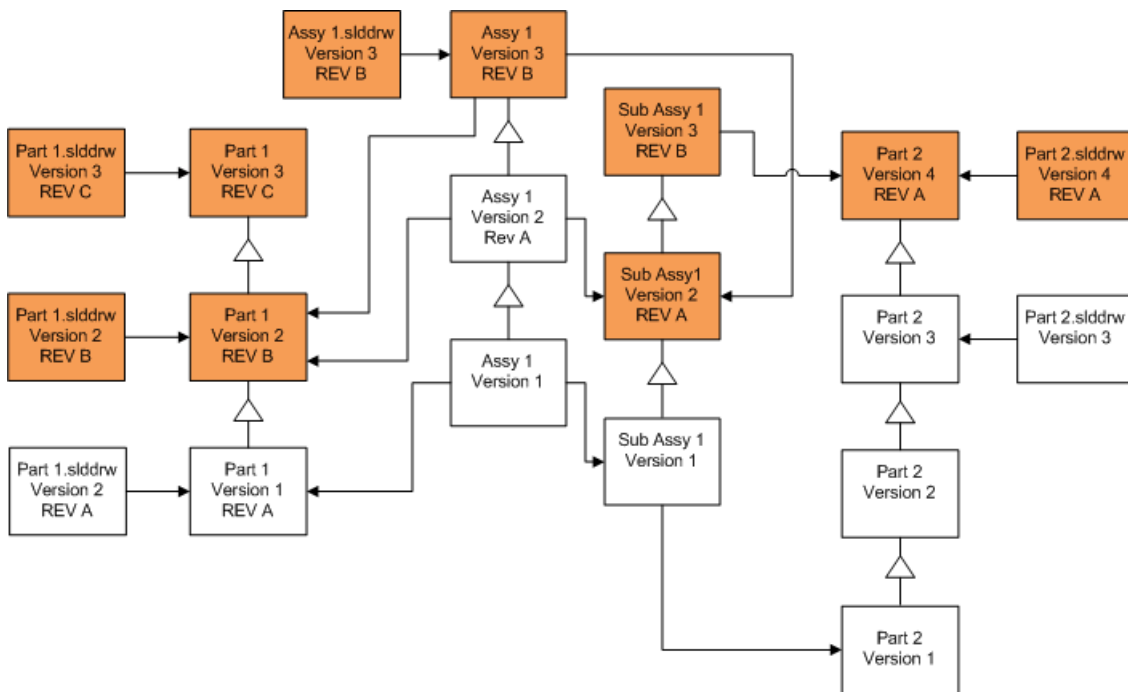 Assy 1.slddrw
Version 3
REV B
Assy 1
Version 3
REV B
Sub Assy 1
Version 3
REV B
Part 1.slddrw
Version 3
REV C
Part 1
Version 3
REV C
Part 2
Version 4
REV A
Part 2.slddrw
Version 4
REV A
Assy 1
Version 2
Rev A
Sub Assy1
Version 2
REV A
Part 1.slddrw
Version 2
REV B
Part 1
Version 2
REV B
Part 2
Version 3
Part 2.slddrw
Version 3
Assy 1
Version 1
Sub Assy 1
Version 1
Part 1.slddrw
Version 2
REV A
Part 1
Version 1
REV A
Part 2
Version 2
Part 2
Version 1